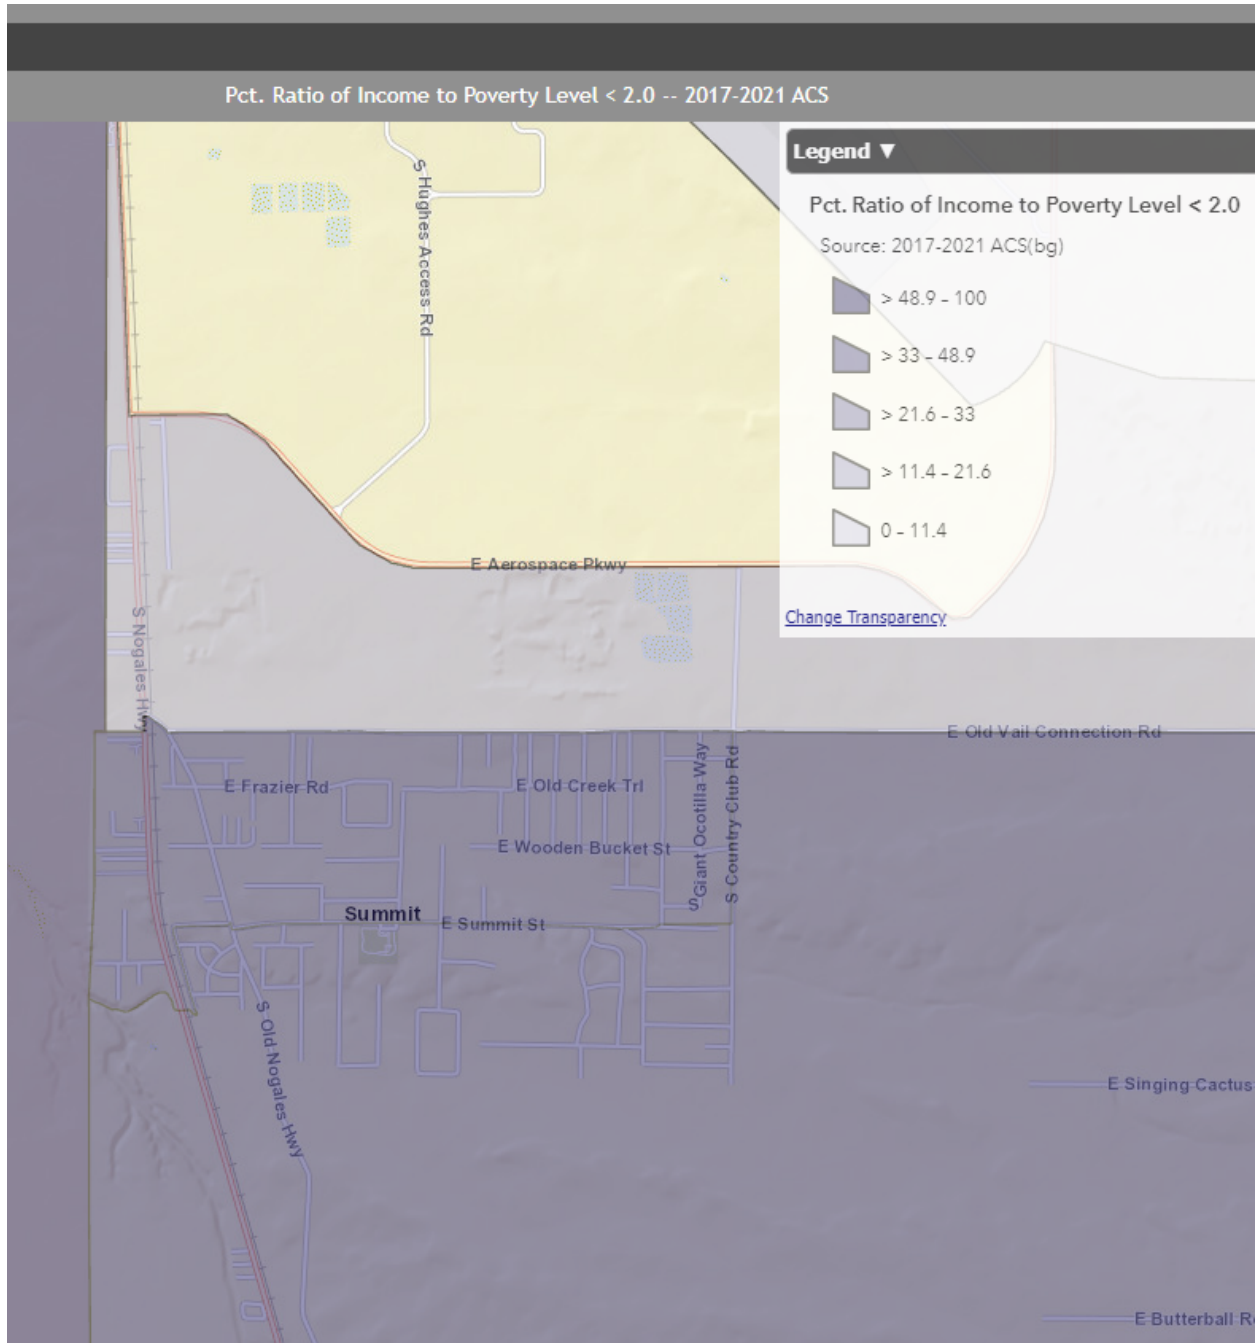 Pct. Ratio of Income to Poverty Level < 2.0 -- 2017-2021 ACS
Legend ▼
Pct. Ratio of Income to Poverty Level < 2.0
Source: 2017-2021 ACS(bg)
> 48.9 - 100
> 33 - 48.9
> 21.6 - 33
> 11.4 - 21.6
0 - 11.4
Change Transparency
S Hughes Access Rd
E Aerospace Pkwy
S Nogales Hwy
E Old Vail Connection Rd
E Frazier Rd
E Old Creek Trl
S Giant Ocotilla Way
S Country Club Rd
E Wooden Bucket St
Summit
E Summit St
S Old Nogales Hwy
E Singing Cactus
E Butterball R